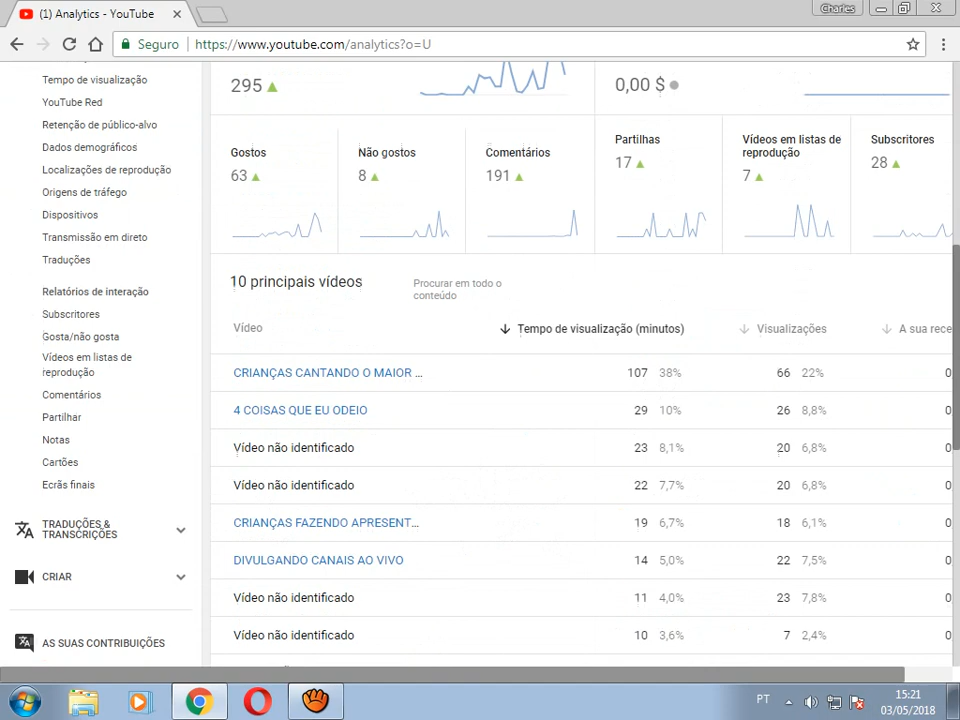 (1) Analytics - YouTube
Charles
Seguro
https://www.youtube.com/analytics?o=U
Tempo de visualização
YouTube Red
Retenção de público-alvo
Dados demográficos
Localizações de reprodução
Origens de tráfego
Dispositivos
Transmissão em direto
Traduções
Relatórios de interação
Subscritores
Gosta/não gosta
Vídeos em listas de
reprodução
Comentários
Partilhar
Notas
Cartões
Ecrãs finais
TRADUÇÕES &
TRANSCRIÇÕES
CRIAR
AS SUAS CONTRIBUIÇÕES
295
0,00 $
Gostos
63
Não gostos
8
Comentários
191
Partilhas
17
Vídeos em listas de
reprodução
7
Subscritores
28
10 principais vídeos
Procurar em todo o
conteúdo
Vídeo Tempo de visualização (minutos) Visualizações A sua rece
CRIANÇAS CANTANDO O MAIOR ... 107 38% 66 22% 0
4 COISAS QUE EU ODEIO 29 10% 26 8,8% 0
Vídeo não identificado 23 8,1% 20 6,8% 0
Vídeo não identificado 22 7,7% 20 6,8% 0
CRIANÇAS FAZENDO APRESENT... 19 6,7% 18 6,1% 0
DIVULGANDO CANAIS AO VIVO 14 5,0% 22 7,5% 0
Vídeo não identificado 11 4,0% 23 7,8% 0
Vídeo não identificado 10 3,6% 7 2,4% 0
PT
15:21
03/05/2018